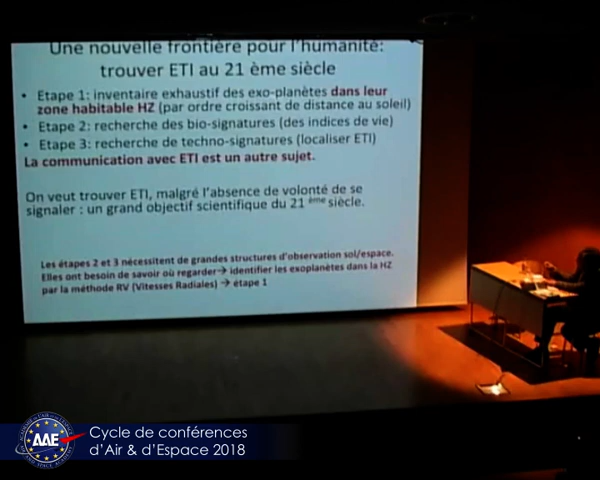 Une nouvelle frontière pour l'humanité:
trouver ETI au 21 ème siècle
• Etape 1: inventaire exhaustif des exo-planètes dans leur
zone habitable HZ (par ordre croissant de distance au soleil)
• Etape 2: recherche des bio-signatures (des indices de vie)
• Etape 3: recherche de techno-signatures (localiser ETI)
La communication avec ETI est un autre sujet.
On veut trouver ETI, malgré l'absence de volonté de se
signaler : un grand objectif scientifique du 21 ème siècle.
Les étapes 2 et 3 nécessitent de grandes structures d'observation sol/espace.
Elles ont besoin de savoir où regarder→ identifier les exoplanètes dans la HZ
par la méthode RV (Vitesses Radiales) → étape 1
AAE
Cycle de conférences
d'Air & d'Espace 2018